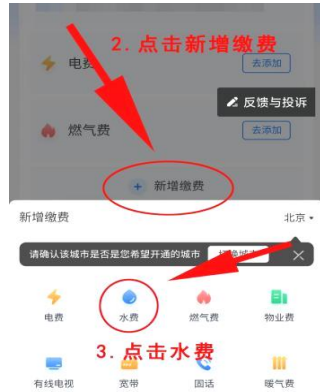 2. 点击新增缴费
电费
去添加
反馈与投诉
燃气费
去添加
+ 新增缴费
新增缴费
北京
请确认该城市是否是您希望开通的城市
电费
水费
燃气费
物业费
3. 点击水费
有线电视
宽带
固话
暖气费